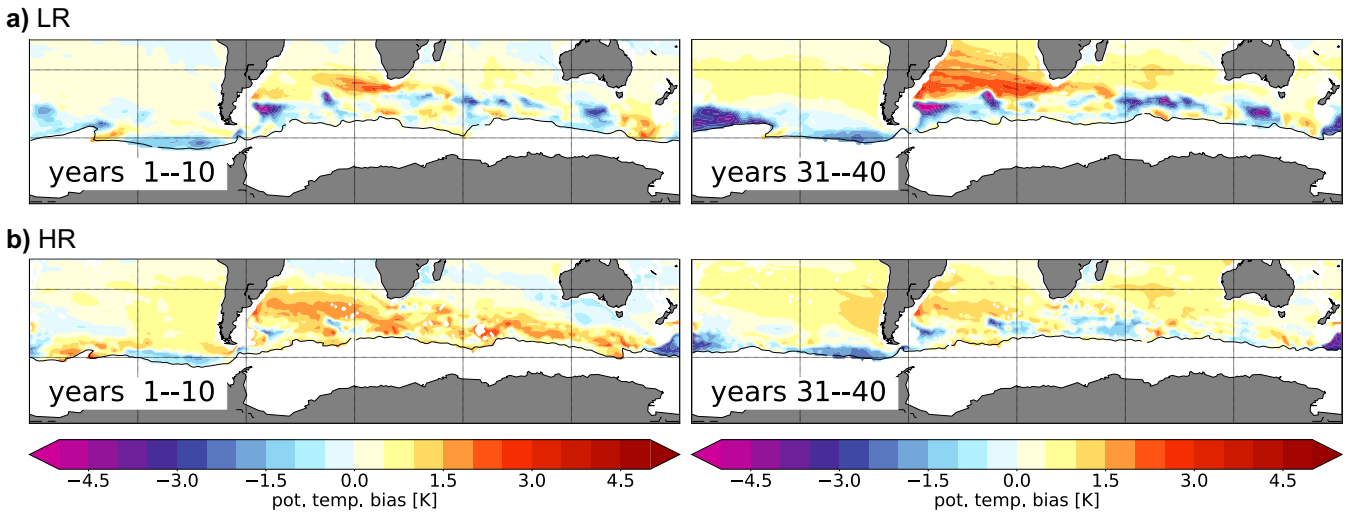 a) LR
years 1--10
years 31--40
b) HR
years 1--10
years 31--40
−4.5 −3.0 −1.5 0.0 1.5 3.0 4.5
pot. temp. bias [K]
−4.5 −3.0 −1.5 0.0 1.5 3.0 4.5
pot. temp. bias [K]